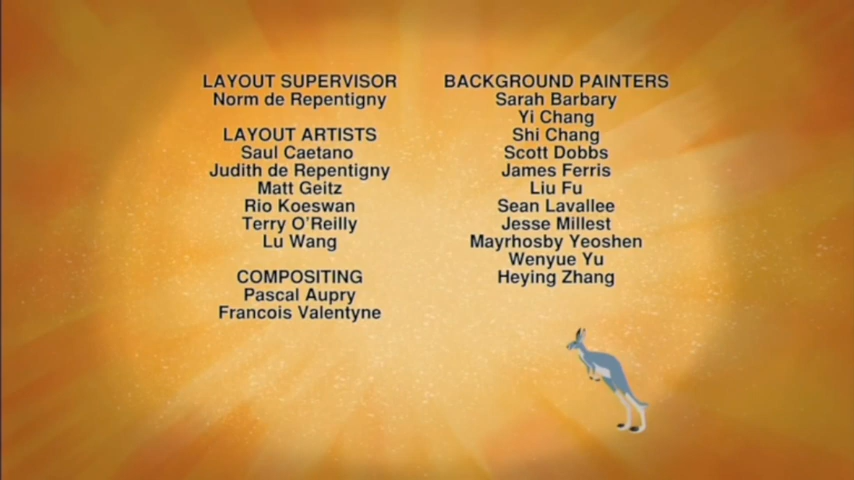 LAYOUT SUPERVISOR
Norm de Repentigny
LAYOUT ARTISTS
Saul Caetano
Judith de Repentigny
Matt Geitz
Rio Koeswan
Terry O'Reilly
Lu Wang
COMPOSITING
Pascal Aupry
Francois Valentyne
BACKGROUND PAINTERS
Sarah Barbary
Yi Chang
Shi Chang
Scott Dobbs
James Ferris
Liu Fu
Sean Lavallee
Jesse Millest
Mayrhosby Yeoshen
Wenyue Yu
Heying Zhang